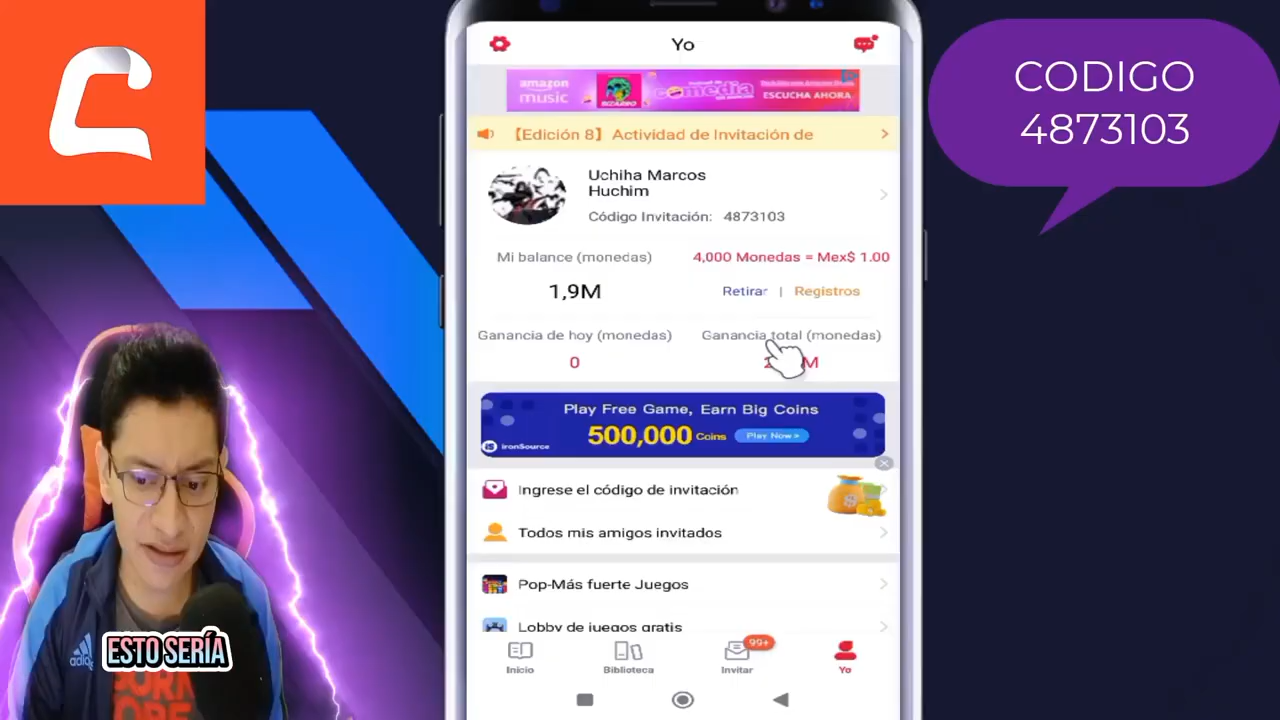 Yo
CODIGO
4873103
amazon
music
BIZARRO
comedia
ESCUCHA AHORA
【Edición 8】 Actividad de Invitación de
Uchiha Marcos
Huchim
Código Invitación: 4873103
Mi balance (monedas)
4,000 Monedas = Mex$ 1.00
1,9M
Retirar | Registros
Ganancia de hoy (monedas)
Ganancia total (monedas)
0
M
Play Free Game, Earn Big Coins
500,000 Coins
Play Now >
ironSource
Ingrese el código de invitación
Todos mis amigos invitados
Pop-Más fuerte Juegos
Lobby de juegos gratis
99+
Inicio
Biblioteca
Invitar
Yo
adidas
ESTO SERÍA